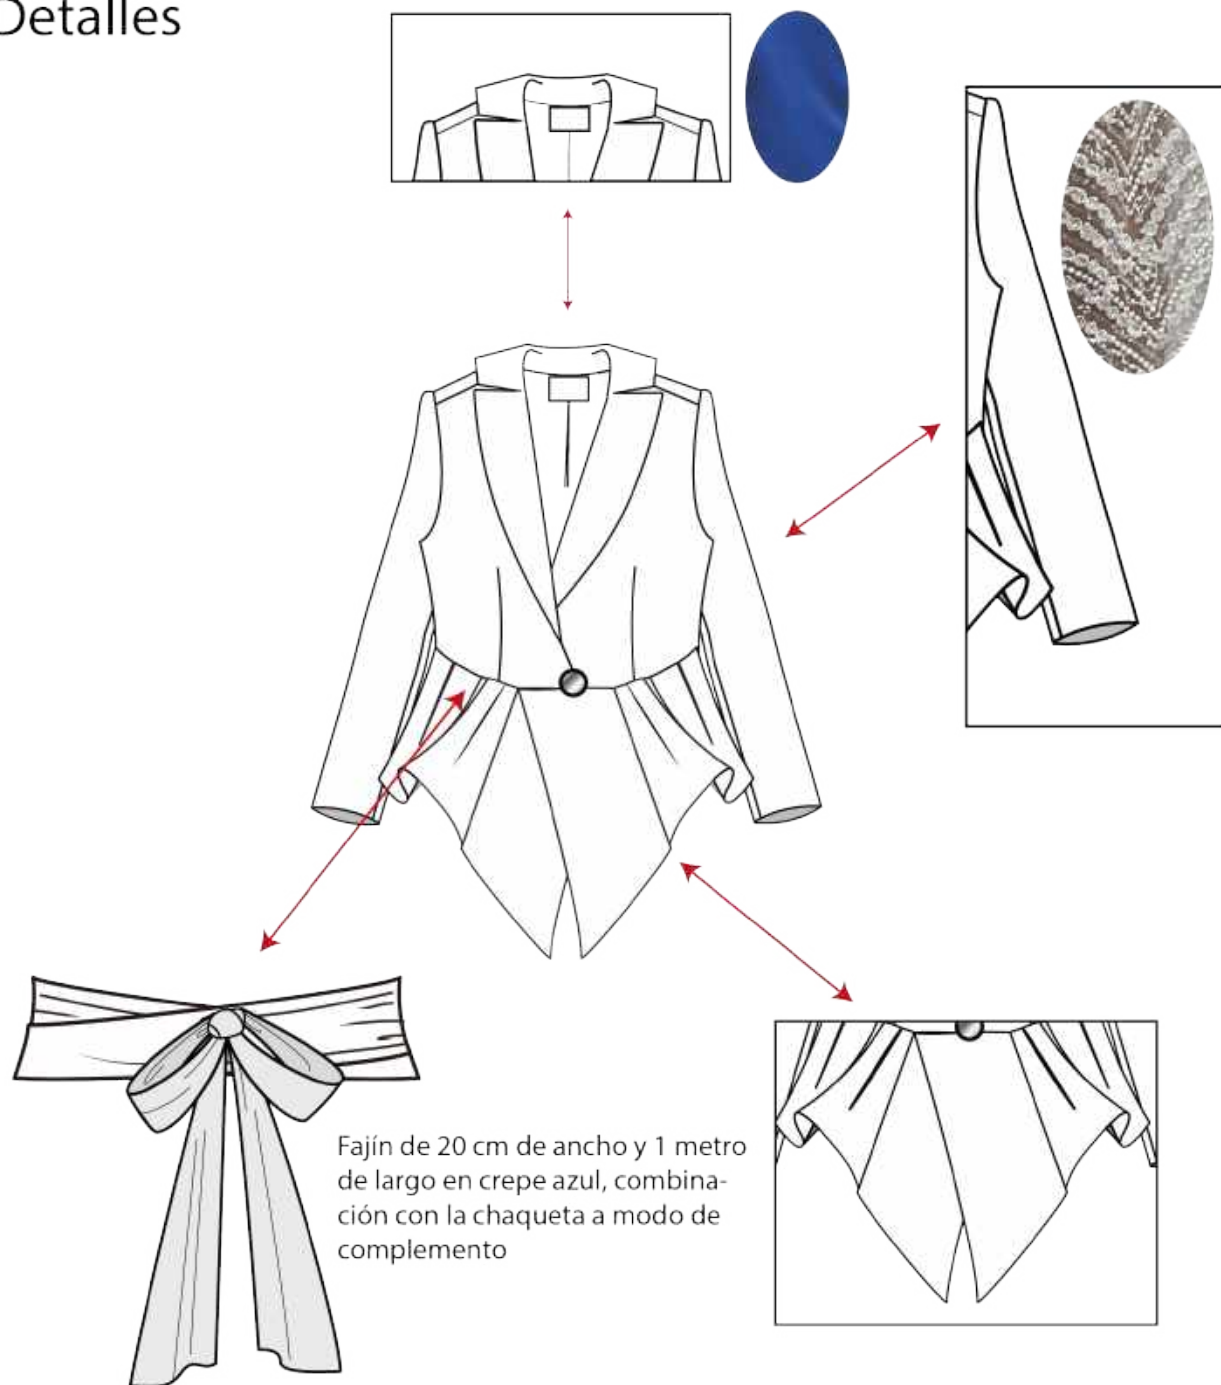 Detalles
Fajín de 20 cm de ancho y 1 metro
de largo en crepe azul, combina-
ción con la chaqueta a modo de
complemento